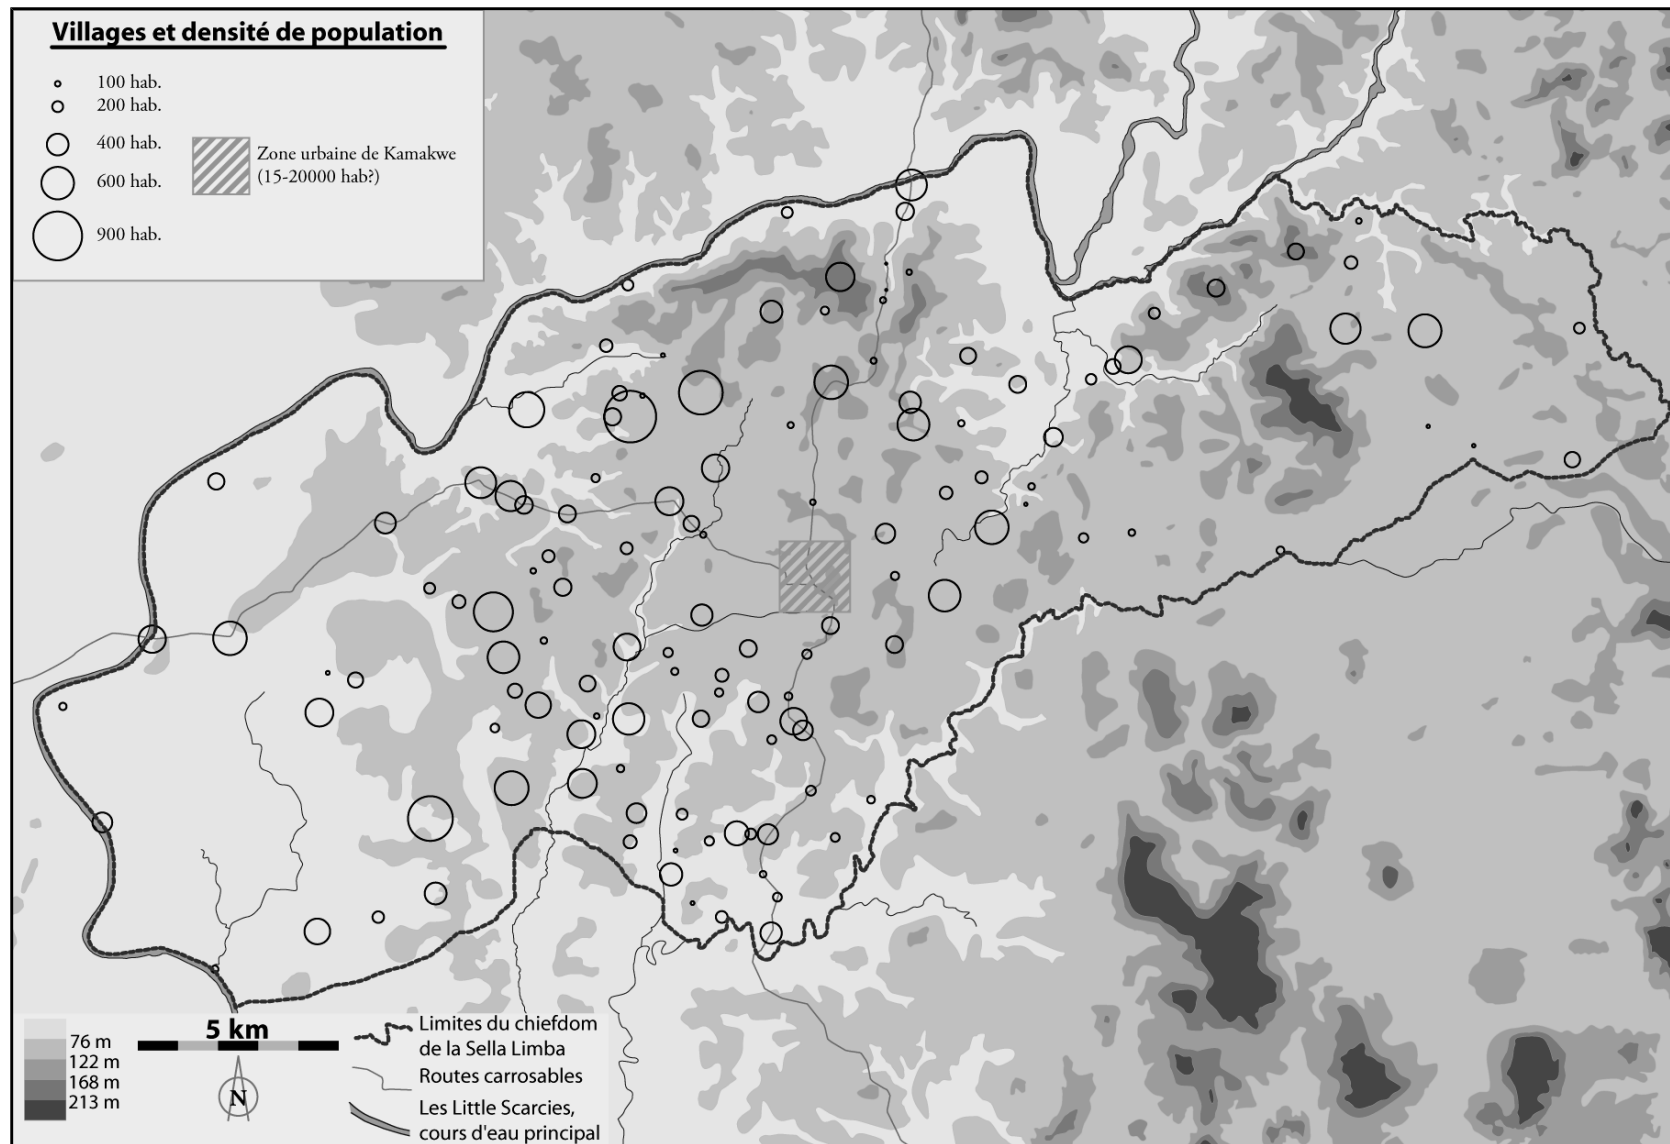 Villages et densité de population
100 hab.
200 hab.
400 hab.
600 hab.
900 hab.
Zone urbaine de Kamakwe
(15-20000 hab?)
76 m
122 m
168 m
213 m
5 km
N
Limites du chiefdom
de la Sella Limba
Routes carrosables
Les Little Scarcies,
cours d'eau principal